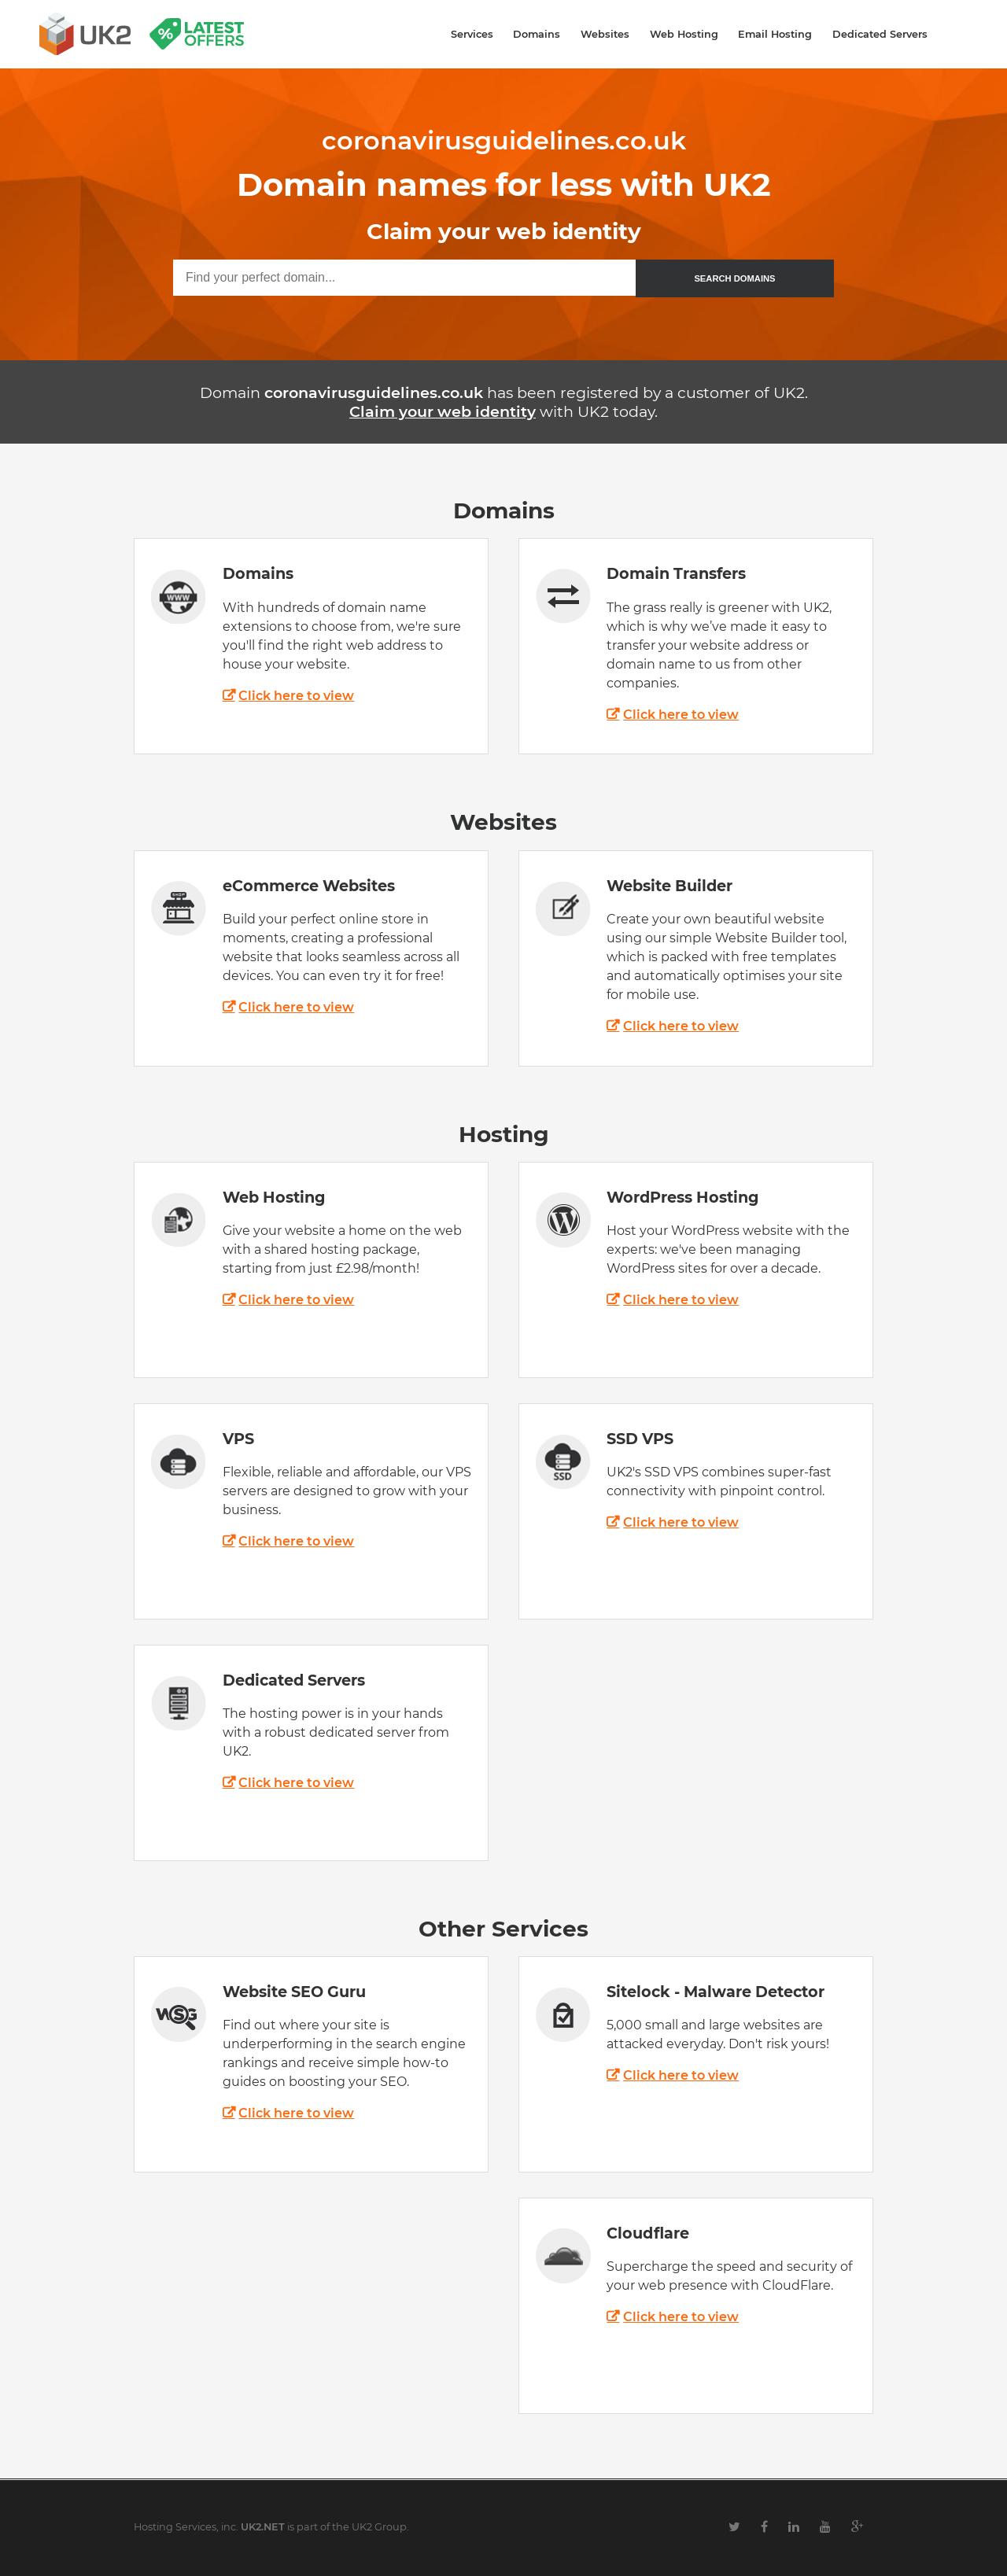 UK2
%
LATEST
OFFERS
Services Domains Websites Web Hosting Email Hosting Dedicated Servers
coronavirusguidelines.co.uk
Domain names for less with UK2
Claim your web identity
Find your perfect domain...
SEARCH DOMAINS
Domain coronavirusguidelines.co.uk has been registered by a customer of UK2.
Claim your web identity with UK2 today.
Domains
WWW
Domains
With hundreds of domain name
extensions to choose from, we're sure
you'll find the right web address to
house your website.
Click here to view
Domain Transfers
The grass really is greener with UK2,
which is why we’ve made it easy to
transfer your website address or
domain name to us from other
companies.
Click here to view
Websites
SHOP
eCommerce Websites
Build your perfect online store in
moments, creating a professional
website that looks seamless across all
devices. You can even try it for free!
Click here to view
Website Builder
Create your own beautiful website
using our simple Website Builder tool,
which is packed with free templates
and automatically optimises your site
for mobile use.
Click here to view
Hosting
Web Hosting
Give your website a home on the web
with a shared hosting package,
starting from just £2.98/month!
Click here to view
WordPress Hosting
Host your WordPress website with the
experts: we've been managing
WordPress sites for over a decade.
Click here to view
VPS
Flexible, reliable and affordable, our VPS
servers are designed to grow with your
business.
Click here to view
SSD
SSD VPS
UK2's SSD VPS combines super-fast
connectivity with pinpoint control.
Click here to view
Dedicated Servers
The hosting power is in your hands
with a robust dedicated server from
UK2.
Click here to view
Other Services
WSG
Website SEO Guru
Find out where your site is
underperforming in the search engine
rankings and receive simple how-to
guides on boosting your SEO.
Click here to view
Sitelock - Malware Detector
5,000 small and large websites are
attacked everyday. Don't risk yours!
Click here to view
Cloudflare
Supercharge the speed and security of
your web presence with CloudFlare.
Click here to view
Hosting Services, inc. UK2.NET is part of the UK2 Group.